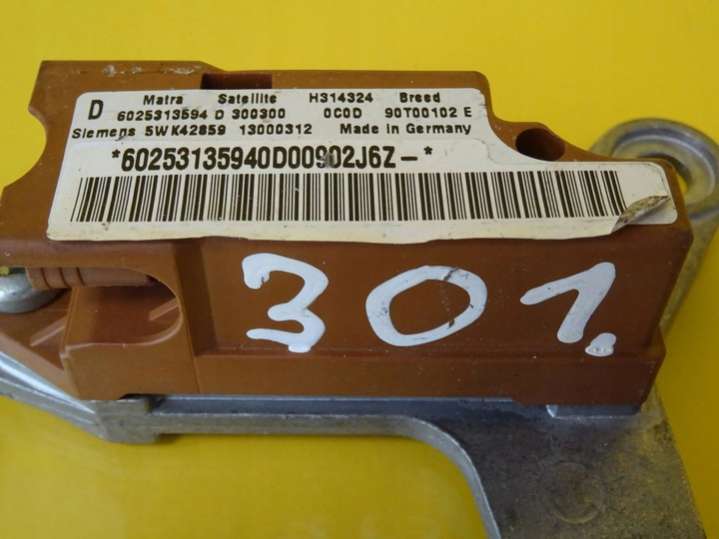 Matra Satellite H314324 Breed
D 6025313594 D 300300 0C0D 90T00102 E
Siemens 5WK42859 13000312 Made in Germany
*60253135940D00902J6Z-*
301.